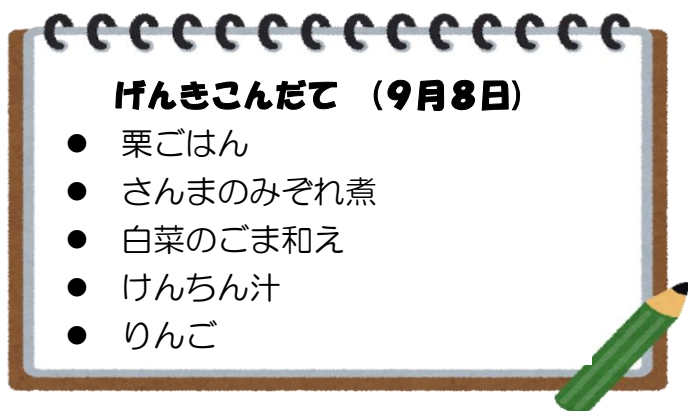 げんきこんだて （9月8日）
● 栗ごはん
● さんまのみぞれ煮
● 白菜のごま和え
● けんちん汁
● りんご